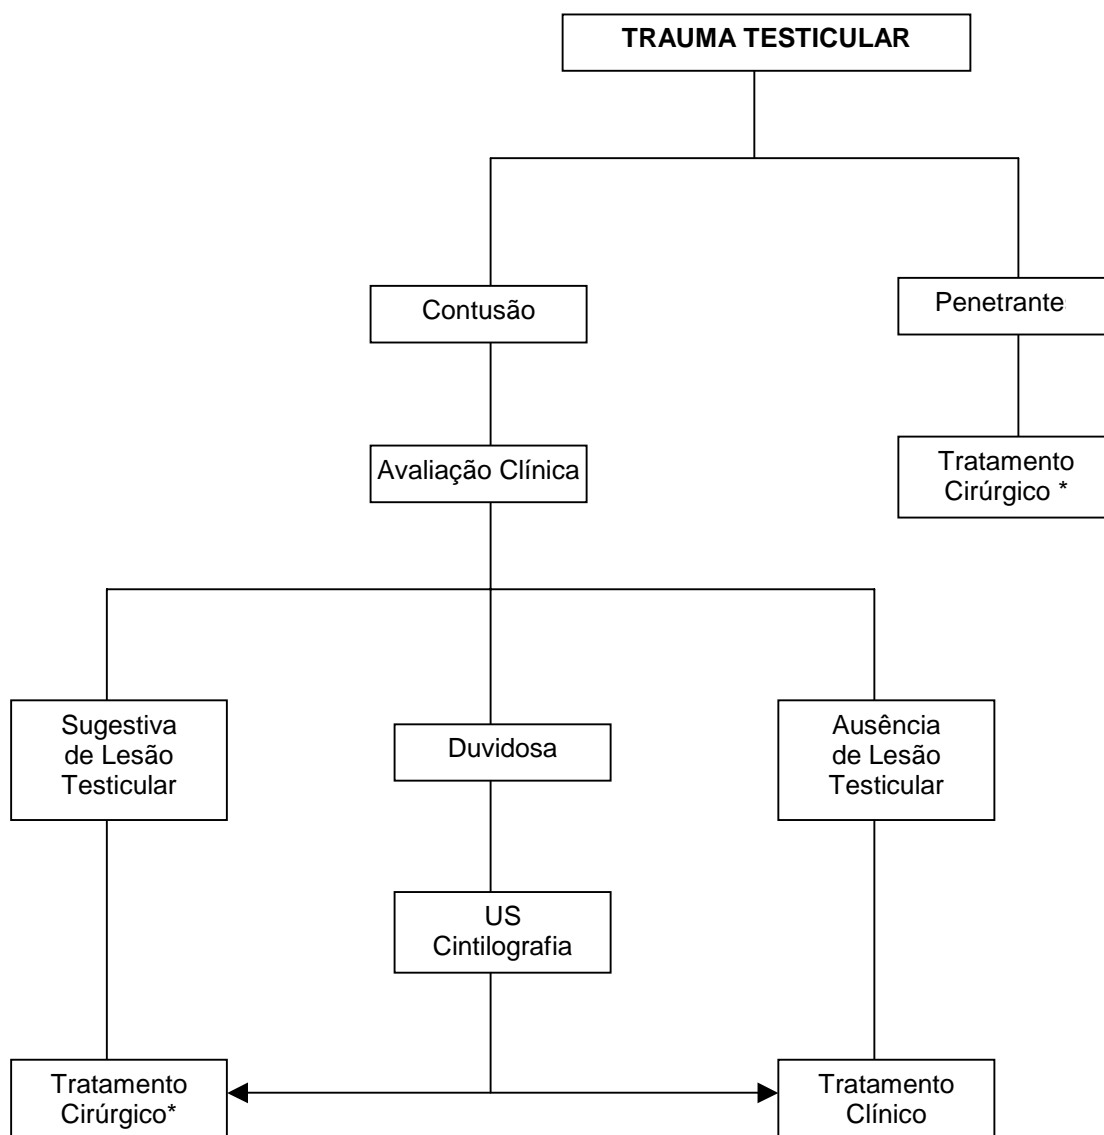 TRAUMA TESTICULAR
Contusão
Penetrante
Avaliação Clínica
Tratamento
Cirúrgico *
Sugestiva
de Lesão
Testicular
Duvidosa
Ausência
de Lesão
Testicular
US
Cintilografia
Tratamento
Cirúrgico*
Tratamento
Clínico